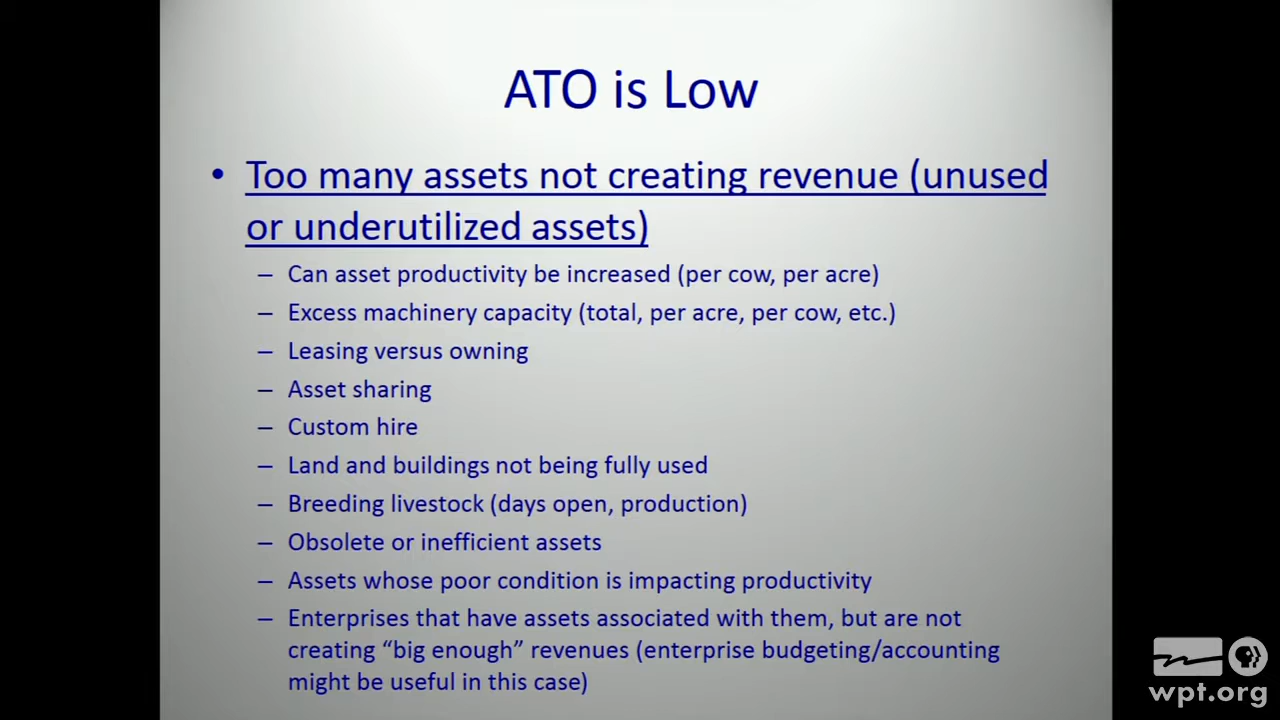 ATO is Low
• Too many assets not creating revenue (unused
or underutilized assets)
– Can asset productivity be increased (per cow, per acre)
– Excess machinery capacity (total, per acre, per cow, etc.)
– Leasing versus owning
– Asset sharing
– Custom hire
– Land and buildings not being fully used
– Breeding livestock (days open, production)
– Obsolete or inefficient assets
– Assets whose poor condition is impacting productivity
– Enterprises that have assets associated with them, but are not
creating “big enough” revenues (enterprise budgeting/accounting
might be useful in this case)
wpt.org